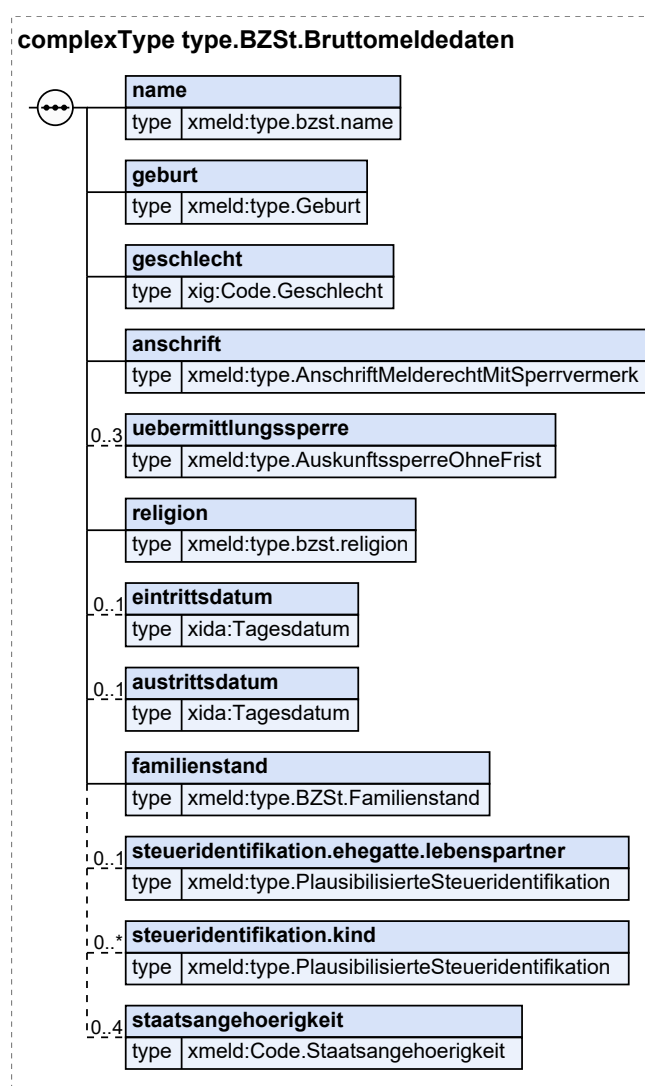 complexType type.BZSt.Bruttomeldedaten
name
type xmeld:type.bzst.name
geburt
type xmeld:type.Geburt
geschlecht
type xig:Code.Geschlecht
anschrift
type xmeld:type.AnschriftMelderechtMitSperrvermerk
0..3 uebermittlungssperre
type xmeld:type.AuskunftssperreOhneFrist
religion
type xmeld:type.bzst.religion
0..1 eintrittsdatum
type xida:Tagesdatum
0..1 austrittsdatum
type xida:Tagesdatum
familienstand
type xmeld:type.BZSt.Familienstand
0..1 steueridentifikation.ehegatte.lebenspartner
type xmeld:type.PlausibilisierteSteueridentifikation
0..* steueridentifikation.kind
type xmeld:type.PlausibilisierteSteueridentifikation
0..4 staatsangehoerigkeit
type xmeld:Code.Staatsangehoerigkeit